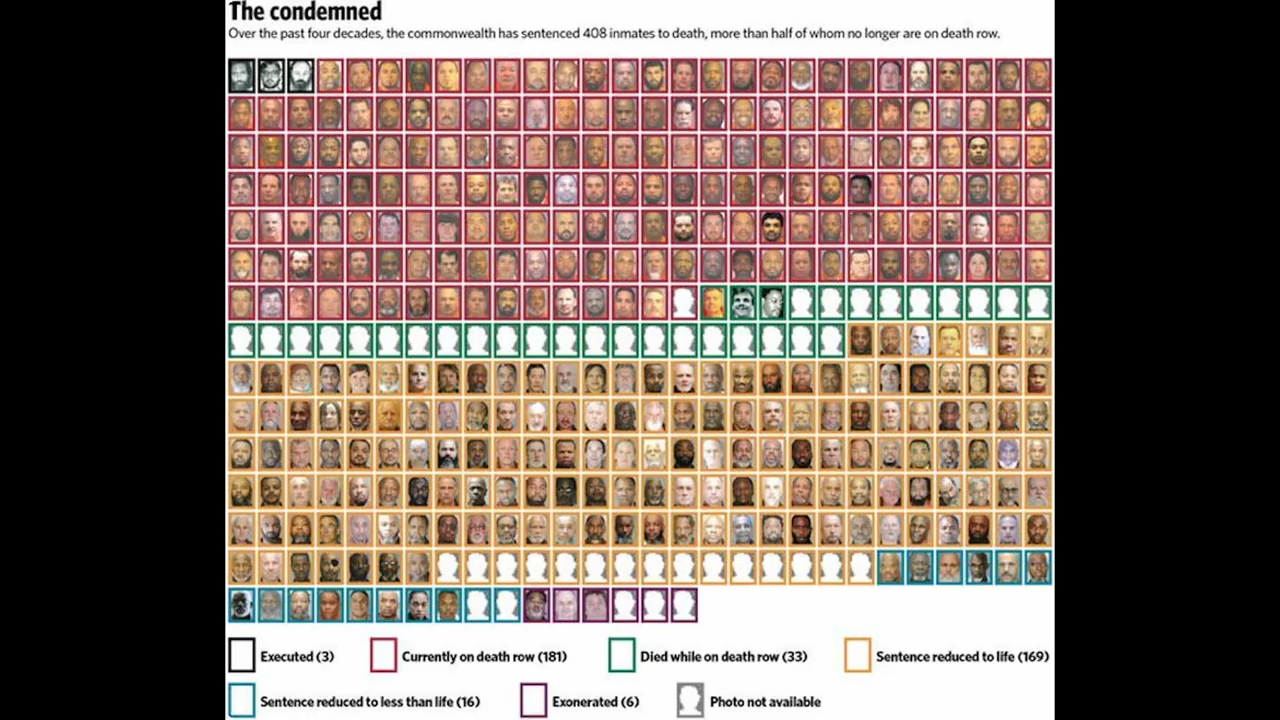 The condemned
Over the past four decades, the commonwealth has sentenced 408 inmates to death, more than half of whom no longer are on death row.
Executed (3) Currently on death row (181) Died while on death row (33) Sentence reduced to life (169)
Sentence reduced to less than life (16) Exonerated (6) Photo not available